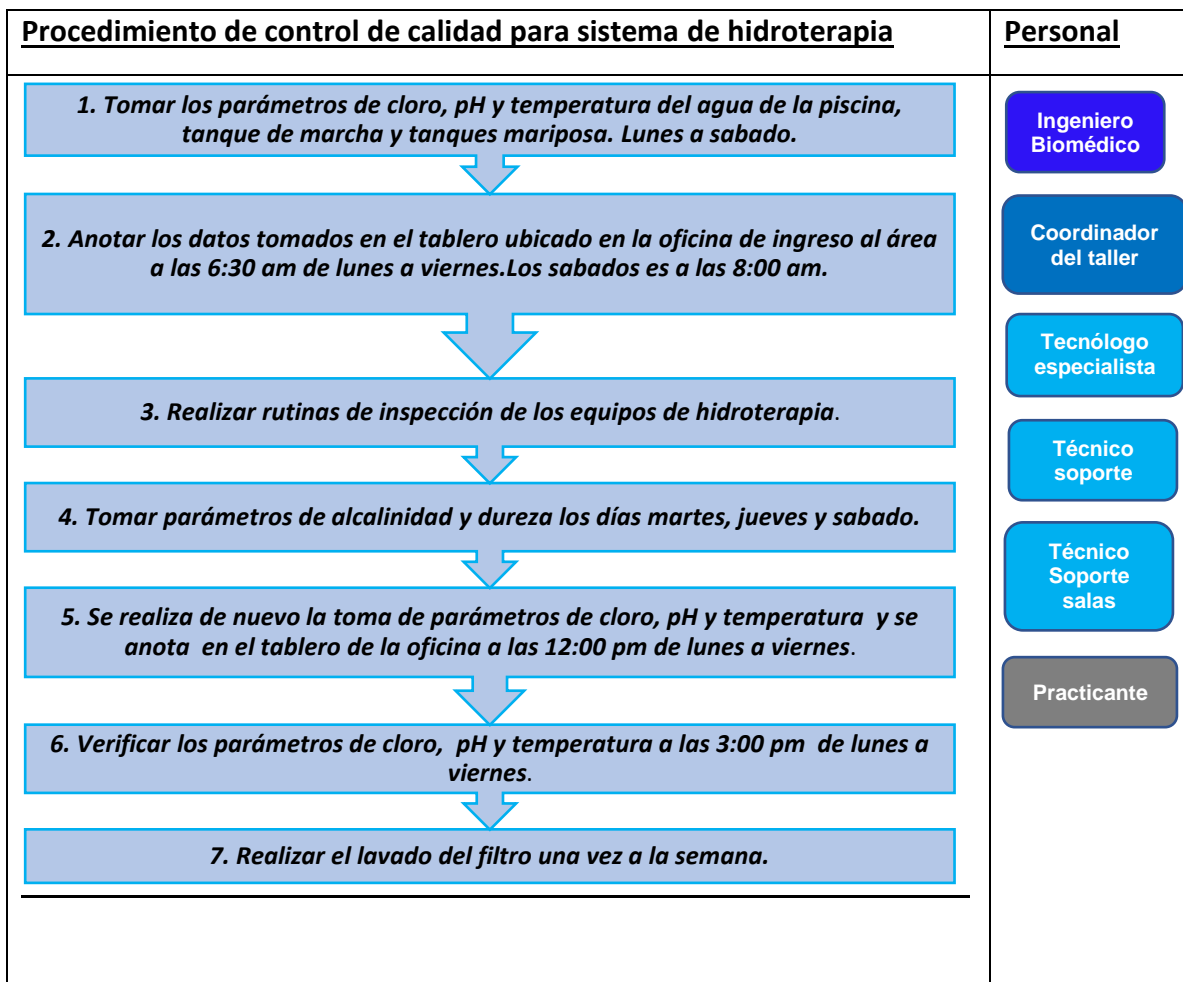 Procedimiento de control de calidad para sistema de hidroterapia
Personal
1. Tomar los parámetros de cloro, pH y temperatura del agua de la piscina,
tanque de marcha y tanques mariposa. Lunes a sabado.
2. Anotar los datos tomados en el tablero ubicado en la oficina de ingreso al área
a las 6:30 am de lunes a viernes.Los sabados es a las 8:00 am.
3. Realizar rutinas de inspección de los equipos de hidroterapia.
4. Tomar parámetros de alcalinidad y dureza los días martes, jueves y sabado.
5. Se realiza de nuevo la toma de parámetros de cloro, pH y temperatura y se
anota en el tablero de la oficina a las 12:00 pm de lunes a viernes.
6. Verificar los parámetros de cloro, pH y temperatura a las 3:00 pm de lunes a
viernes.
7. Realizar el lavado del filtro una vez a la semana.
Ingeniero
Biomédico
Coordinador
del taller
Tecnólogo
especialista
Técnico
soporte
Técnico
Soporte
salas
Practicante